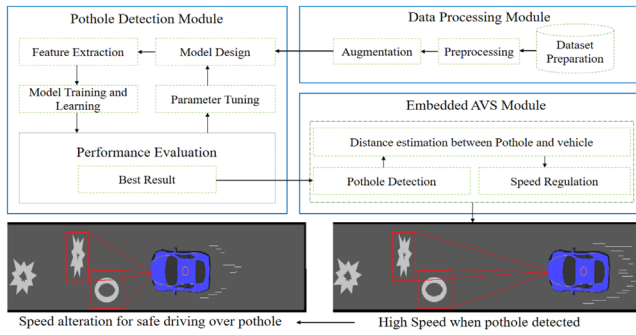 Pothole Detection Module
Feature Extraction
Model Design
Model Training and
Learning
Parameter Tuning
Performance Evaluation
Best Result
Data Processing Module
Augmentation
Preprocessing
Dataset
Preparation
Embedded AVS Module
Distance estimation between Pothole and vehicle
Pothole Detection
Speed Regulation
Speed alteration for safe driving over pothole
High Speed when pothole detected